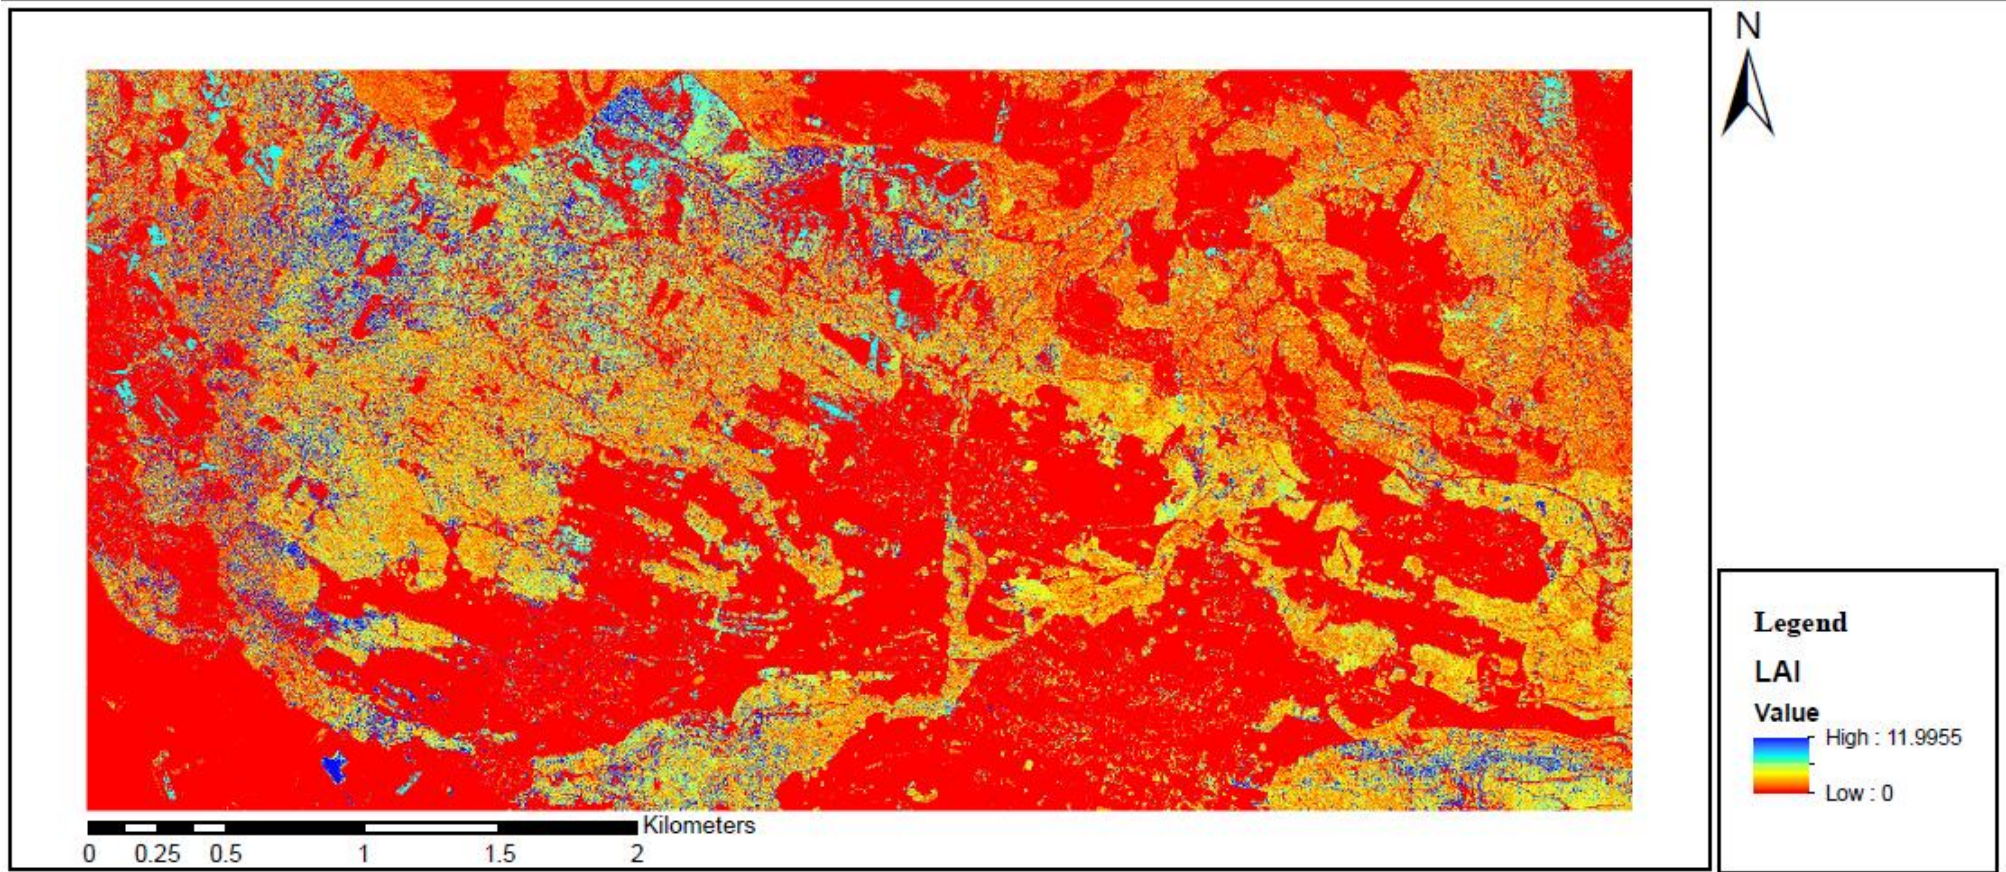 N
Legend
LAI
Value
High : 11.9955
Low : 0
Kilometers
0 0.25 0.5 1 1.5 2